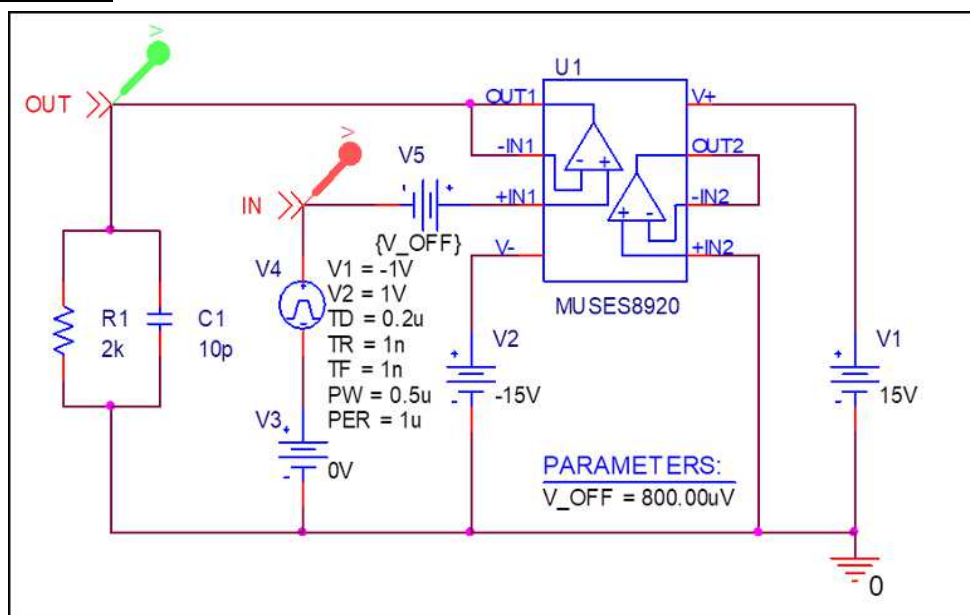 U1
OUT
OUT1
V+
-IN1
OUT2
V5
IN
+IN1
-IN2
{V_OFF}
V-
+IN2
V4
V1 = -1V
V2 = 1V
TD = 0.2u
TR = 1n
TF = 1n
PW = 0.5u
PER = 1u
MUSES8920
R1
2k
C1
10p
V2
-15V
V1
15V
V3
0V
PARAMETERS:
V_OFF = 800.00uV
0